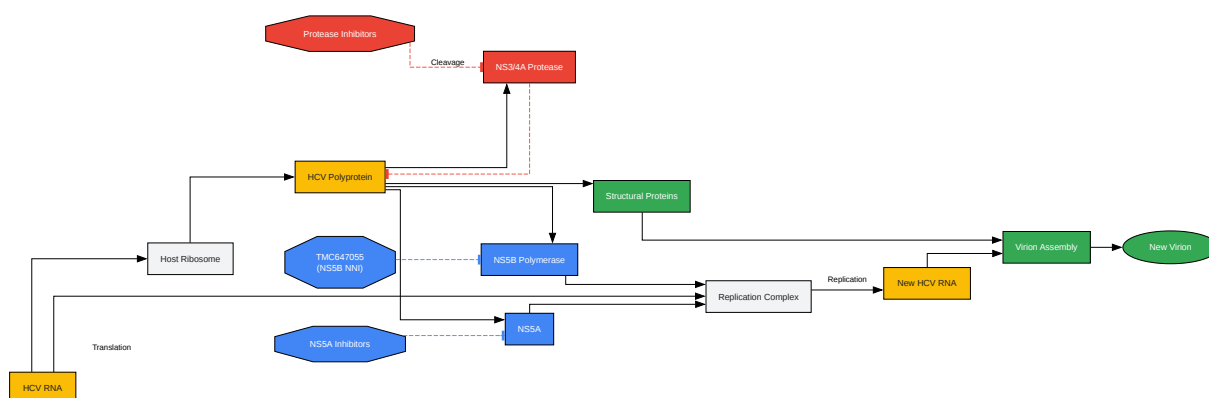 Protease Inhibitors
Cleavage
NS3/4A Protease
HCV Polyprotein
Structural Proteins
Host Ribosome
TMC647055
(NS5B NNI)
NS5B Polymerase
Virion Assembly
New Virion
Replication Complex
Replication
New HCV RNA
NS5A Inhibitors
NS5A
Translation
HCV RNA